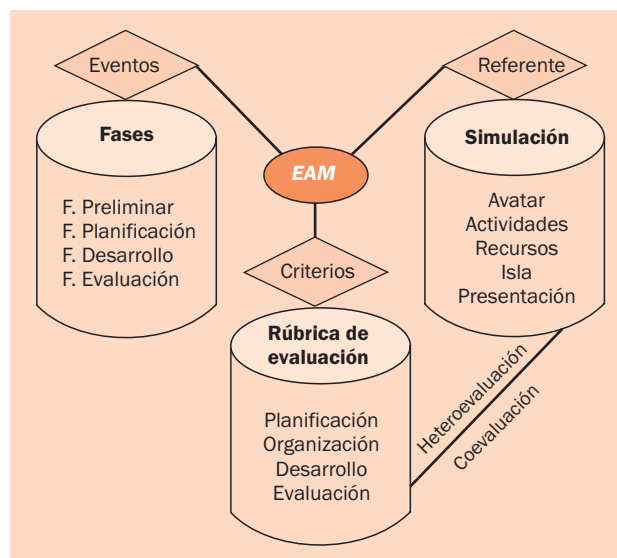 Eventos
Referente
Fases
Simulación
EAM
F. Preliminar
F. Planificación
F. Desarrollo
F. Evaluación
Avatar
Actividades
Recursos
Isla
Presentación
Criterios
Rúbrica de
evaluación
Planificación
Organización
Desarrollo
Evaluación
Heteroevaluación
Coevaluación